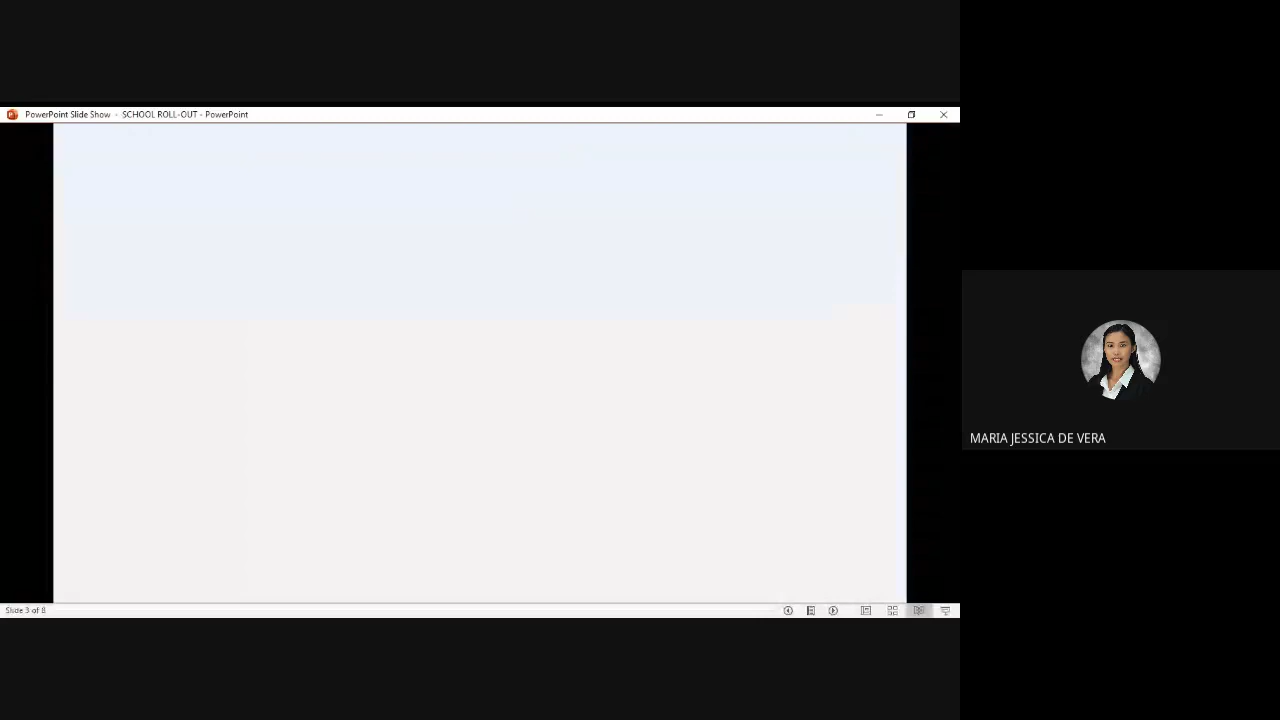 PowerPoint Slide Show - SCHOOL ROLL-OUT - PowerPoint
MARIA JESSICA DE VERA
Slide 3 of 8